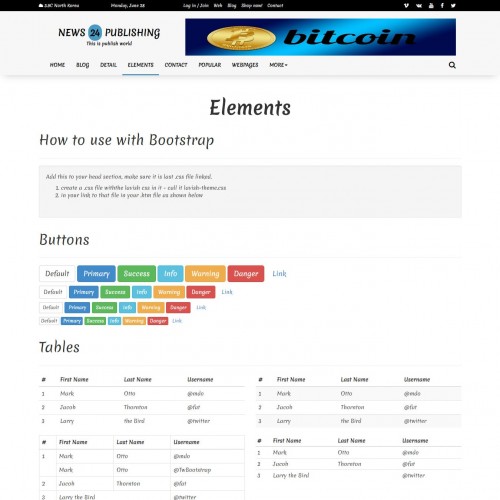 5.8C North Korea Monday, June 28 Log in / Join Web Blog Shop now! Contact
NEWS 24 PUBLISHING
This is publish world
bitcoin
HOME BLOG DETAIL ELEMENTS CONTACT POPULAR WEBPAGES MORE
Elements
How to use with Bootstrap
Add this to your head section, make sure it is last .css file linked.
1. create a .css file withthe lavish css in it - call it lavish-theme.css
2. in your link to that file in your .htm file as shown below
Buttons
Default Primary Success Info Warning Danger Link
Default Primary Success Info Warning Danger Link
Default Primary Success Info Warning Danger Link
Default Primary Success Info Warning Danger Link
Tables
# First Name Last Name Username
1 Mark Otto @mdo
2 Jacob Thornton @fat
3 Larry the Bird @twitter
# First Name Last Name Username
1 Mark Otto @mdo
2 Jacob Thornton @fat
3 Larry the Bird @twitter
# First Name Last Name Username
1 Mark Otto @mdo
Mark Otto @TwBootstrap
2 Jacob Thornton @fat
3 Larry the Bird @twitter
# First Name Last Name Username
1 Mark Otto @mdo
2 Jacob Thornton @fat
3 Larry the Bird @twitter